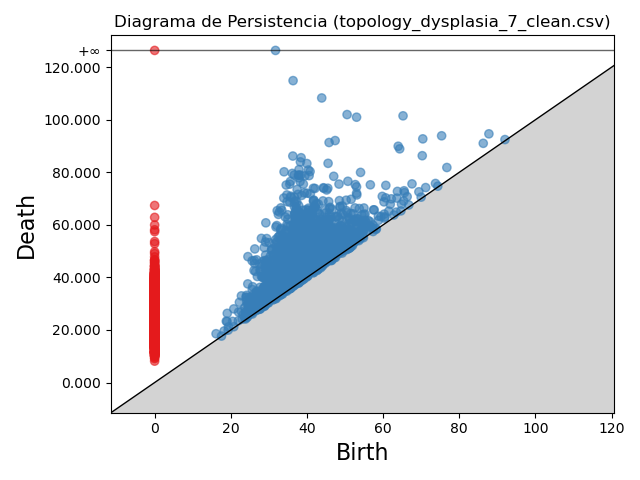 Diagrama de Persistencia (topology_dysplasia_7_clean.csv)
+∞
120.000
100.000
80.000
60.000
40.000
20.000
0.000
Death
0 20 40 60 80 100 120
Birth